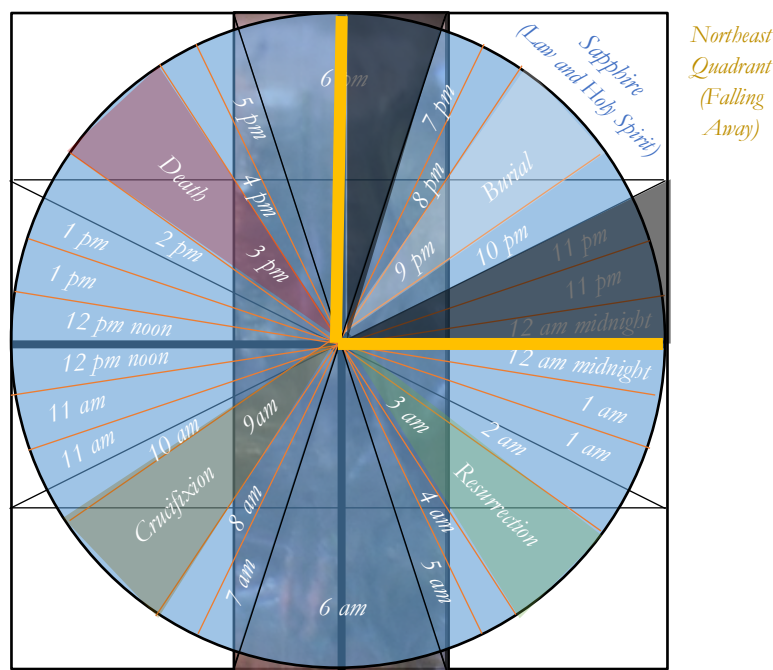 Northeast
Quadrant
(Falling
Away)
Sapphire
(Law and Holy Spirit)
6 pm
5 pm
4 pm
3 pm
Death
2 pm
1 pm
1 pm
12 pm noon
12 pm noon
11 am
11 am
10 am
9am
Crucifixion
8 am
7 am
6 am
7 pm
8 pm
Burial
9 pm
10 pm
11 pm
11 pm
12 am midnight
12 am midnight
1 am
1 am
2 am
3 am
Resurrection
4 am
5 am